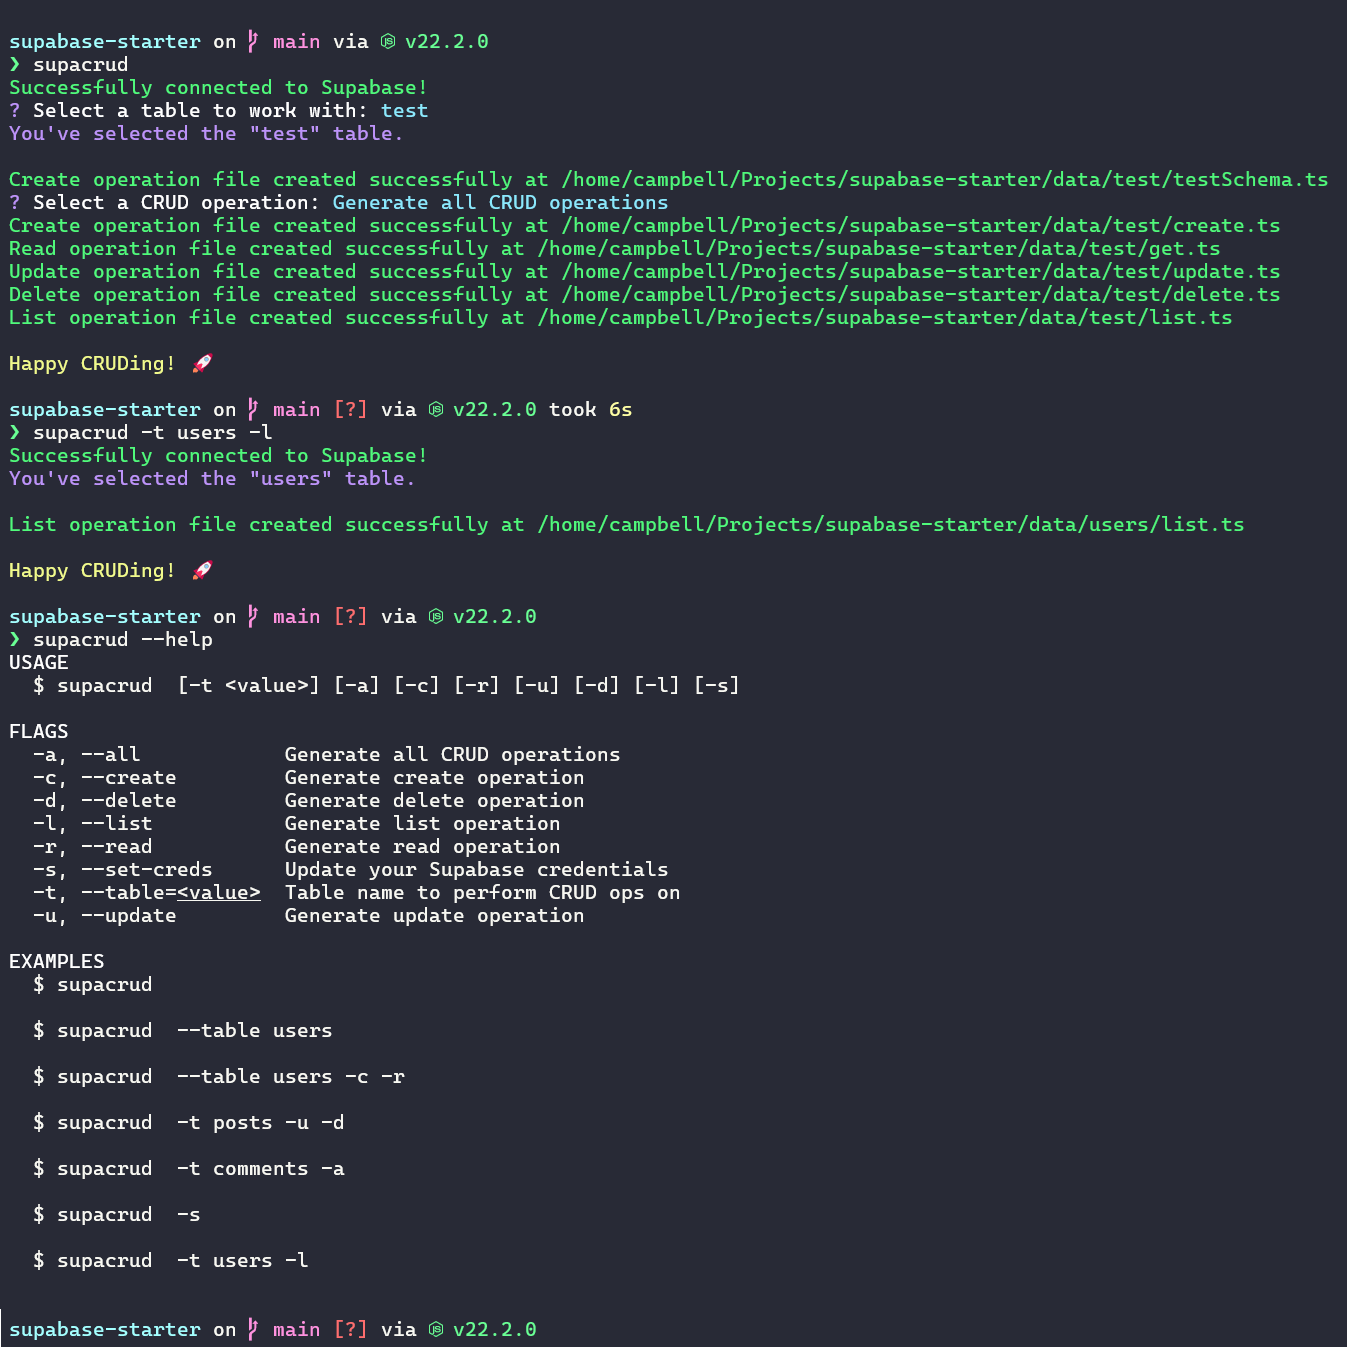 supabase-starter on main via v22.2.0
❯ supacrud
Successfully connected to Supabase!
? Select a table to work with: test
You've selected the "test" table.
Create operation file created successfully at /home/campbell/Projects/supabase-starter/data/test/testSchema.ts
? Select a CRUD operation: Generate all CRUD operations
Create operation file created successfully at /home/campbell/Projects/supabase-starter/data/test/create.ts
Read operation file created successfully at /home/campbell/Projects/supabase-starter/data/test/get.ts
Update operation file created successfully at /home/campbell/Projects/supabase-starter/data/test/update.ts
Delete operation file created successfully at /home/campbell/Projects/supabase-starter/data/test/delete.ts
List operation file created successfully at /home/campbell/Projects/supabase-starter/data/test/list.ts
Happy CRUDing! 🚀
supabase-starter on main [?] via v22.2.0 took 6s
❯ supacrud -t users -l
Successfully connected to Supabase!
You've selected the "users" table.
List operation file created successfully at /home/campbell/Projects/supabase-starter/data/users/list.ts
Happy CRUDing! 🚀
supabase-starter on main [?] via v22.2.0
❯ supacrud --help
USAGE
  $ supacrud  [-t <value>] [-a] [-c] [-r] [-u] [-d] [-l] [-s]
FLAGS
  -a, --all            Generate all CRUD operations
  -c, --create         Generate create operation
  -d, --delete         Generate delete operation
  -l, --list           Generate list operation
  -r, --read           Generate read operation
  -s, --set-creds      Update your Supabase credentials
  -t, --table=<value>  Table name to perform CRUD ops on
  -u, --update         Generate update operation
EXAMPLES
  $ supacrud
  $ supacrud  --table users
  $ supacrud  --table users -c -r
  $ supacrud  -t posts -u -d
  $ supacrud  -t comments -a
  $ supacrud  -s
  $ supacrud  -t users -l
supabase-starter on main [?] via v22.2.0